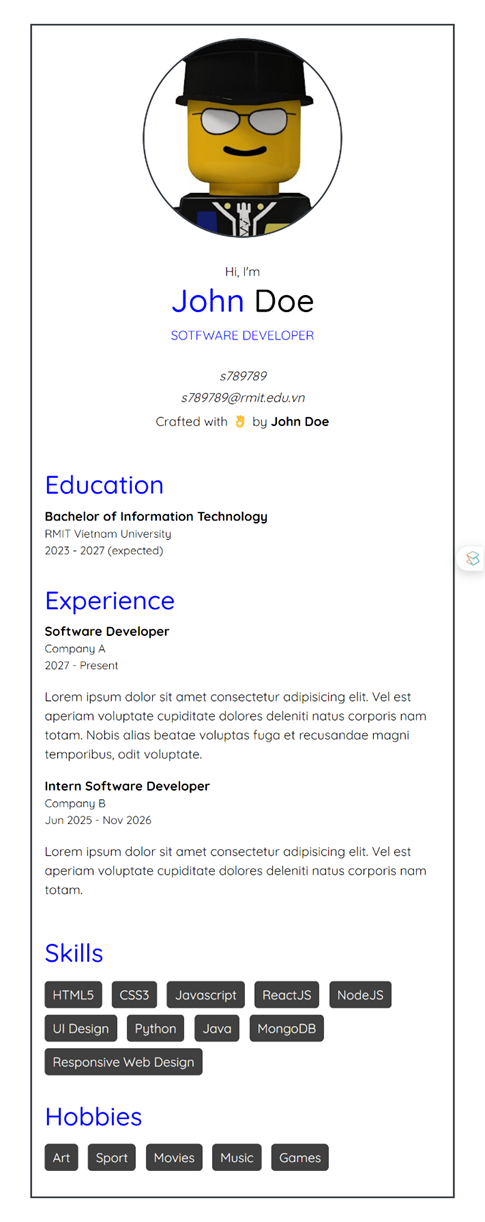 Hi, I'm
John Doe
SOTFWARE DEVELOPER
s789789
s789789@rmit.edu.vn
Crafted with 👌 by John Doe
Education
Bachelor of Information Technology
RMIT Vietnam University
2023 - 2027 (expected)
Experience
Software Developer
Company A
2027 - Present
Lorem ipsum dolor sit amet consectetur adipisicing elit. Vel est
aperiam voluptate cupiditate dolores deleniti natus corporis nam
totam. Nobis alias beatae voluptas fuga et recusandae magni
temporibus, odit voluptate.
Intern Software Developer
Company B
Jun 2025 - Nov 2026
Lorem ipsum dolor sit amet consectetur adipisicing elit. Vel est
aperiam voluptate cupiditate dolores deleniti natus corporis nam
totam.
Skills
HTML5 CSS3 Javascript ReactJS NodeJS
UI Design Python Java MongoDB
Responsive Web Design
Hobbies
Art Sport Movies Music Games